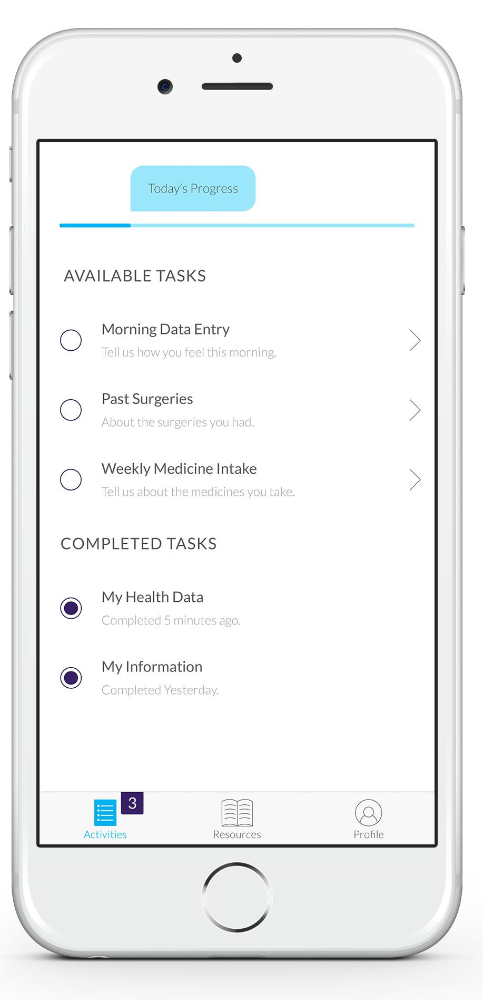 Today's Progress
AVAILABLE TASKS
Morning Data Entry
Tell us how you feel this morning.
Past Surgeries
About the surgeries you had.
Weekly Medicine Intake
Tell us about the medicines you take.
COMPLETED TASKS
My Health Data
Completed 5 minutes ago.
My Information
Completed Yesterday.
3
Activities
Resources
Profile